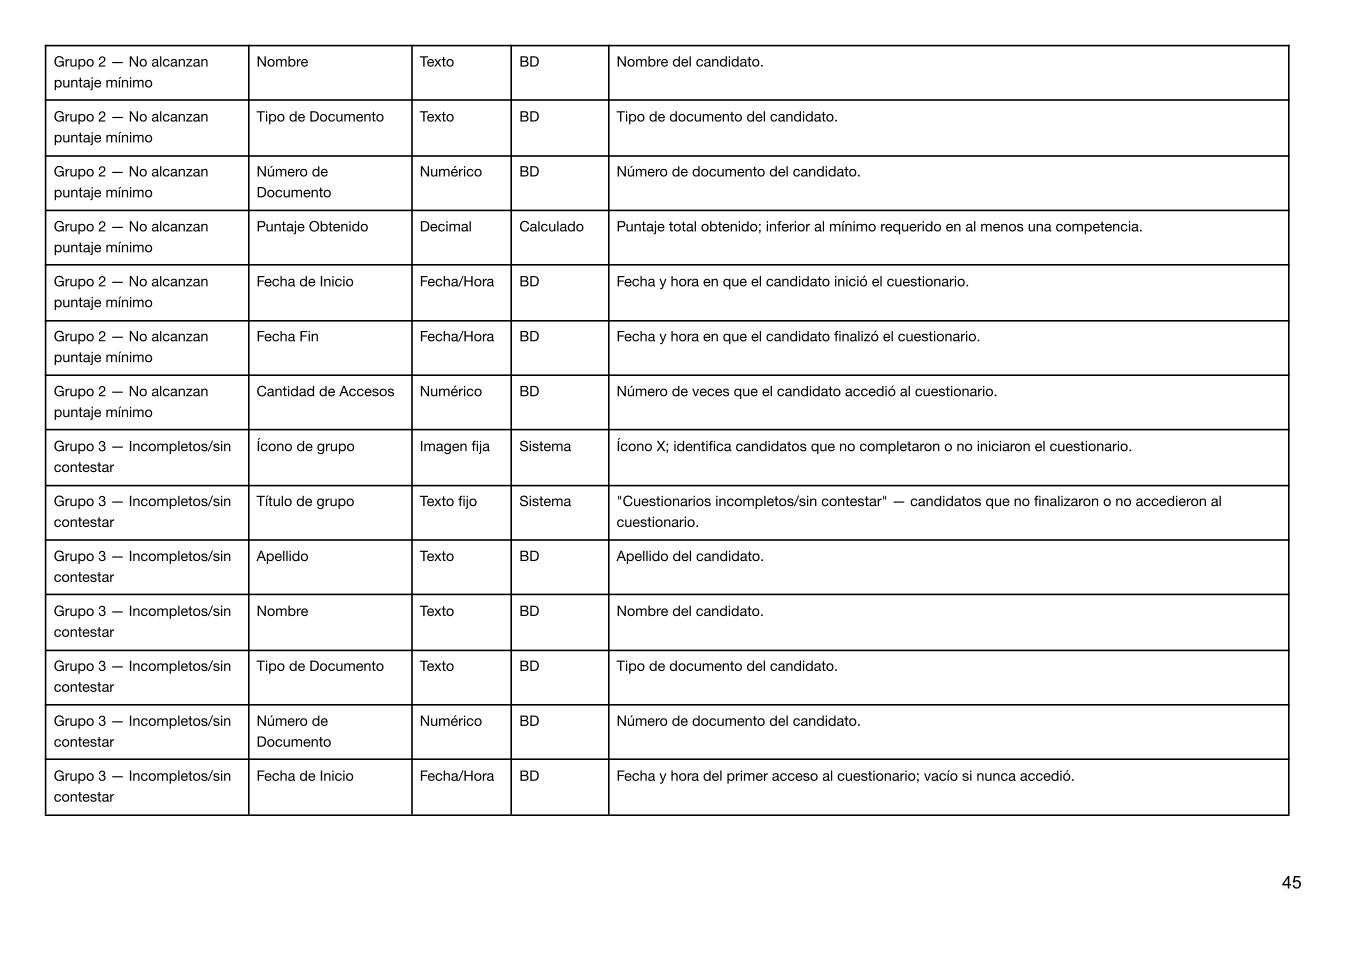 Grupo 2 — No alcanzan Nombre Texto BD Nombre del candidato.
puntaje mínimo
Grupo 2 — No alcanzan Tipo de Documento Texto BD Tipo de documento del candidato.
puntaje mínimo
Grupo 2 — No alcanzan Número de Numérico BD Número de documento del candidato.
puntaje mínimo Documento
Grupo 2 — No alcanzan Puntaje Obtenido Decimal Calculado Puntaje total obtenido; inferior al mínimo requerido en al menos una competencia.
puntaje mínimo
Grupo 2 — No alcanzan Fecha de Inicio Fecha/Hora BD Fecha y hora en que el candidato inició el cuestionario.
puntaje mínimo
Grupo 2 — No alcanzan Fecha Fin Fecha/Hora BD Fecha y hora en que el candidato finalizó el cuestionario.
puntaje mínimo
Grupo 2 — No alcanzan Cantidad de Accesos Numérico BD Número de veces que el candidato accedió al cuestionario.
puntaje mínimo
Grupo 3 — Incompletos/sin Ícono de grupo Imagen fija Sistema Ícono X; identifica candidatos que no completaron o no iniciaron el cuestionario.
contestar
Grupo 3 — Incompletos/sin Título de grupo Texto fijo Sistema "Cuestionarios incompletos/sin contestar" — candidatos que no finalizaron o no accedieron al
contestar cuestionario.
Grupo 3 — Incompletos/sin Apellido Texto BD Apellido del candidato.
contestar
Grupo 3 — Incompletos/sin Nombre Texto BD Nombre del candidato.
contestar
Grupo 3 — Incompletos/sin Tipo de Documento Texto BD Tipo de documento del candidato.
contestar
Grupo 3 — Incompletos/sin Número de Numérico BD Número de documento del candidato.
contestar Documento
Grupo 3 — Incompletos/sin Fecha de Inicio Fecha/Hora BD Fecha y hora del primer acceso al cuestionario; vacío si nunca accedió.
contestar
45